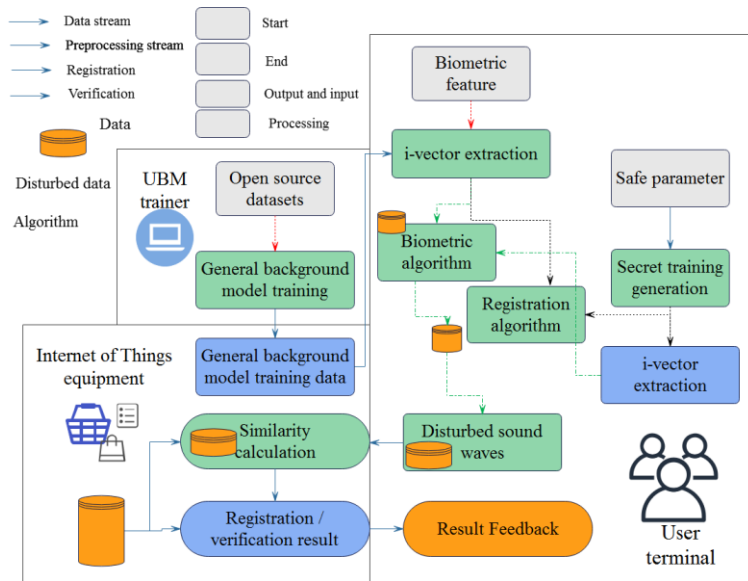 Data stream
Preprocessing stream
Registration
Verification
Data
Disturbed data
Algorithm
Start
End
Output and input
Processing
UBM
trainer
Open source
datasets
General background
model training
General background
model training data
Internet of Things
equipment
Similarity
calculation
Registration /
verification result
Biometric
feature
i-vector extraction
Biometric
algorithm
Registration
algorithm
Safe parameter
Secret training
generation
i-vector
extraction
Disturbed sound
waves
Result Feedback
User
terminal